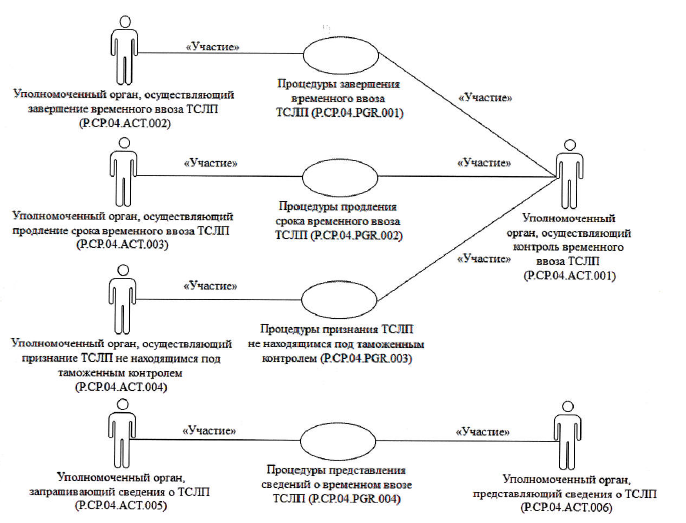 «Участие»
«Участие»
Уполномоченный орган, осуществляющий
завершение временного ввоза ТСЛП
(P.CP.04.ACT.002)
Процедуры завершения
временного ввоза
ТСЛП (P.CP.04.PGR.001)
«Участие»
«Участие»
Уполномоченный орган, осуществляющий
продление срока временного ввоза ТСЛП
(P.CP.04.ACT.003)
Процедуры продления
срока временного ввоза
ТСЛП (P.CP.04.PGR.002)
Уполномоченный
орган, осуществляющий
контроль временного
ввоза ТСЛП
(P.CP.04.ACT.001)
«Участие»
«Участие»
Уполномоченный орган, осуществляющий
признание ТСЛП не находящимся под
таможенным контролем
(P.CP.04.ACT.004)
Процедуры признания ТСЛП
не находящимся под таможенным
контролем (P.CP.04.PGR.003)
«Участие»
«Участие»
Уполномоченный орган,
запрашивающий сведения о ТСЛП
(P.CP.04.ACT.005)
Процедуры представления
сведений о временном ввозе
ТСЛП (P.CP.04.PGR.004)
Уполномоченный орган,
представляющий сведения о ТСЛП
(P.CP.04.ACT.006)